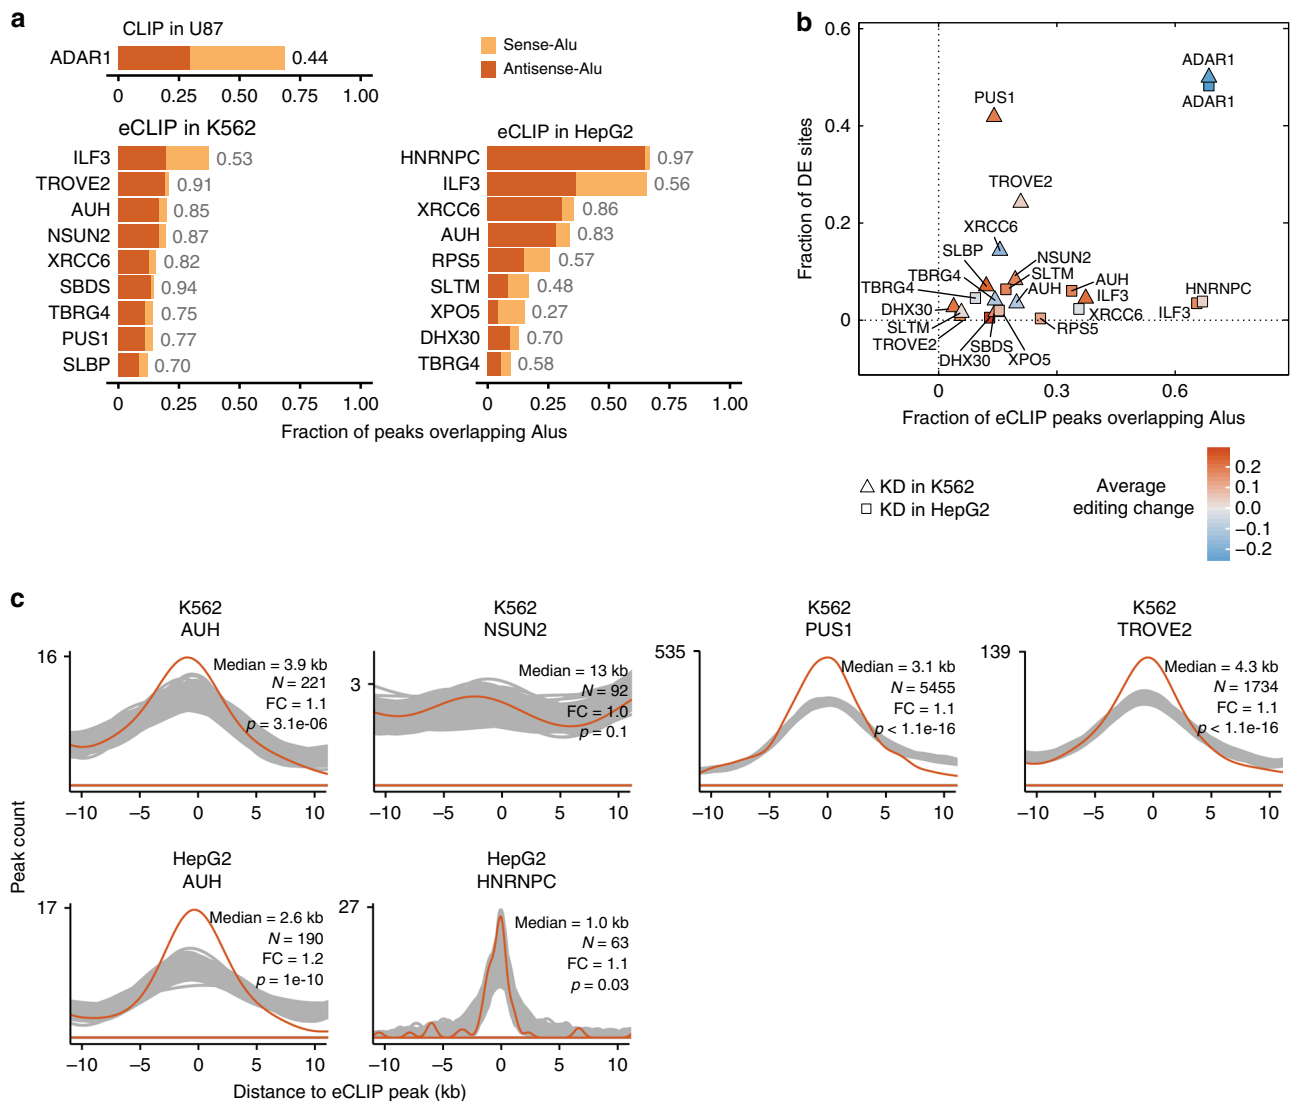 a
CLIP in U87
ADAR1
0.44
0 0.25 0.50 0.75 1.00
Sense-Alu
Antisense-Alu
eCLIP in K562
ILF3 0.53
TROVE2 0.91
AUH 0.85
NSUN2 0.87
XRCC6 0.82
SBDS 0.94
TBRG4 0.75
PUS1 0.77
SLBP 0.70
0 0.25 0.50 0.75 1.00
eCLIP in HepG2
HNRNPC 0.97
ILF3 0.56
XRCC6 0.86
AUH 0.83
RPS5 0.57
SLTM 0.48
XPO5 0.27
DHX30 0.70
TBRG4 0.58
0 0.25 0.50 0.75 1.00
Fraction of peaks overlapping Alus
b
Fraction of DE sites
0.6
0.4
0.2
0
ADAR1
ADAR1
PUS1
TROVE2
XRCC6
SLBP
NSUN2
TBRG4
SLTM
TBRG4
AUH
AUH
ILF3
HNRNPC
DHX30
XRCC6
ILF3
SLTM
RPS5
TROVE2
SBDS
DHX30
XPO5
0 0.3 0.6
Fraction of eCLIP peaks overlapping Alus
KD in K562
KD in HepG2
Average
editing change
0.2
0.1
0.0
−0.1
−0.2
c
Peak count
K562
AUH
16
Median = 3.9 kb
N = 221
FC = 1.1
p = 3.1e-06
−10 −5 0 5 10
K562
NSUN2
3
Median = 13 kb
N = 92
FC = 1.0
p = 0.1
−10 −5 0 5 10
K562
PUS1
535
Median = 3.1 kb
N = 5455
FC = 1.1
p < 1.1e-16
−10 −5 0 5 10
K562
TROVE2
139
Median = 4.3 kb
N = 1734
FC = 1.1
p < 1.1e-16
−10 −5 0 5 10
HepG2
AUH
17
Median = 2.6 kb
N = 190
FC = 1.2
p = 1e-10
−10 −5 0 5 10
HepG2
HNRNPC
27
Median = 1.0 kb
N = 63
FC = 1.1
p = 0.03
−10 −5 0 5 10
Distance to eCLIP peak (kb)